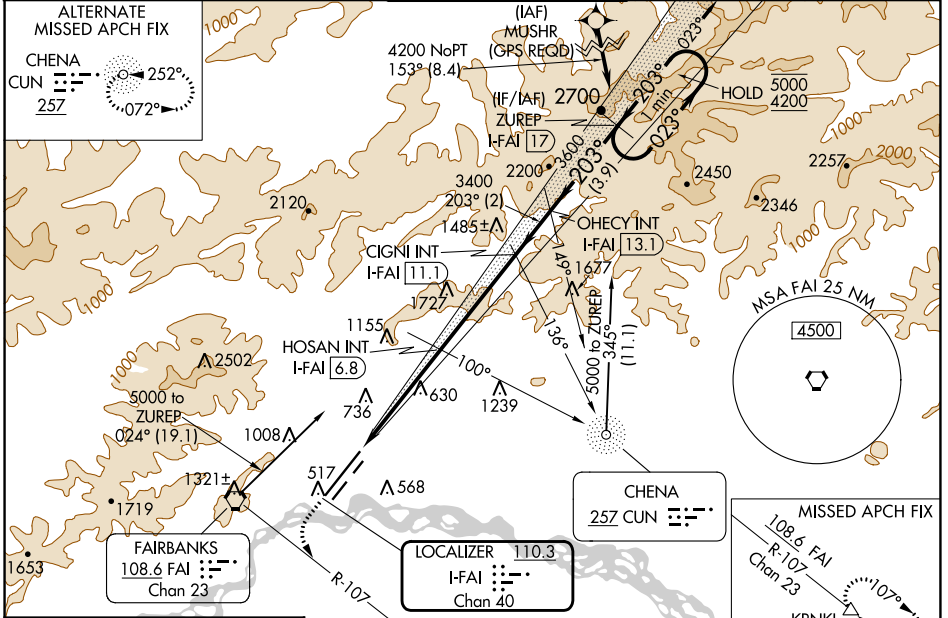 ALTERNATE
MISSED APCH FIX
CHENA
CUN
257
252°
072°
1000
(IAF)
MUSHR
(GPS REQD)
4200 NoPT
153° (8.4)
023°
2700
203°
1 min
023°
HOLD
5000
4200
1000
(IF/IAF)
ZUREP
I-FAI 17
3600
203°
(3.9)
2200
2450
2257
2000
2346
1000
2120
3400
203° (2)
1485±
OHECY INT
I-FAI 13.1
CIGNI INT
I-FAI 11.1
149°
1677
1727
1000
1000
136°
5000 to ZUREP
345°
(11.1)
MSA FAI 25 NM
4500
1155
HOSAN INT
I-FAI 6.8
100°
1000
2502
736
630
1239
5000 to
ZUREP
024° (19.1)
1008
1321±
517
568
1719
1653
CHENA
257 CUN
FAIRBANKS
108.6 FAI
Chan 23
R-107
LOCALIZER 110.3
I-FAI
Chan 40
MISSED APCH FIX
108.6 FAI
R-107
Chan 23
107°